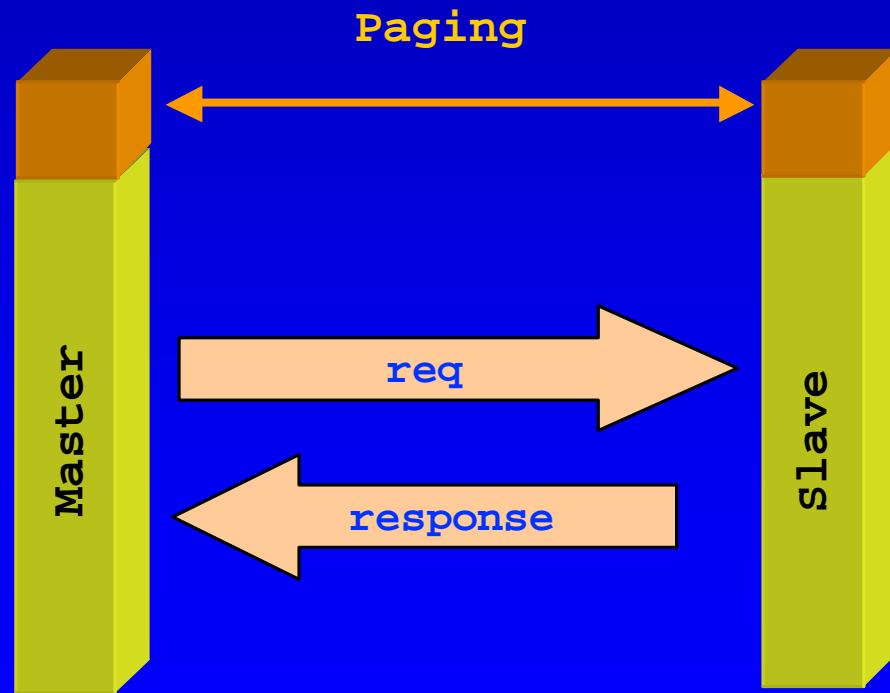 Paging
Master
req
slave
response